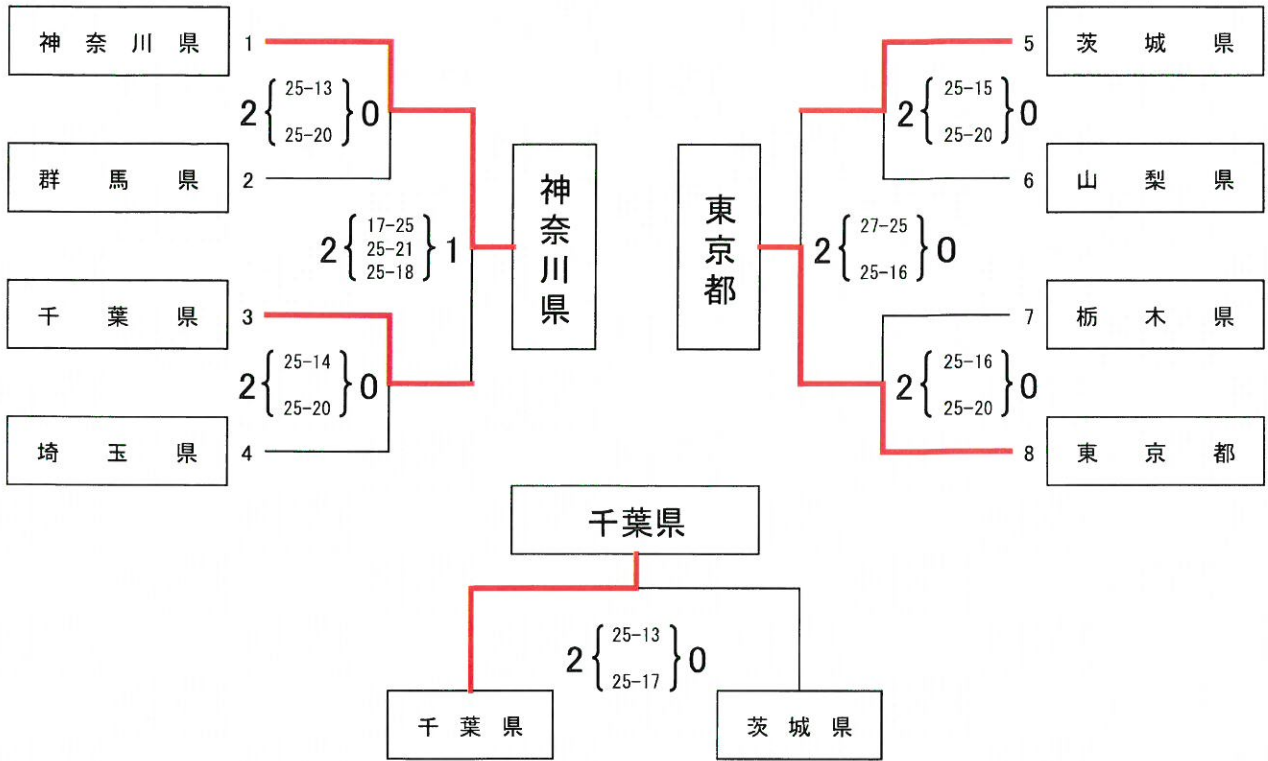 神奈川県 1
2 { 25-13 25-20 } 0
群馬県 2
2 { 17-25 25-21 25-18 } 1
神奈川県
千葉県 3
2 { 25-14 25-20 } 0
埼玉県 4
5 茨城県
2 { 25-15 25-20 } 0
6 山梨県
東京都
2 { 27-25 25-16 } 0
7 栃木県
2 { 25-16 25-20 } 0
8 東京都
千葉県
2 { 25-13 25-17 } 0
千葉県
茨城県